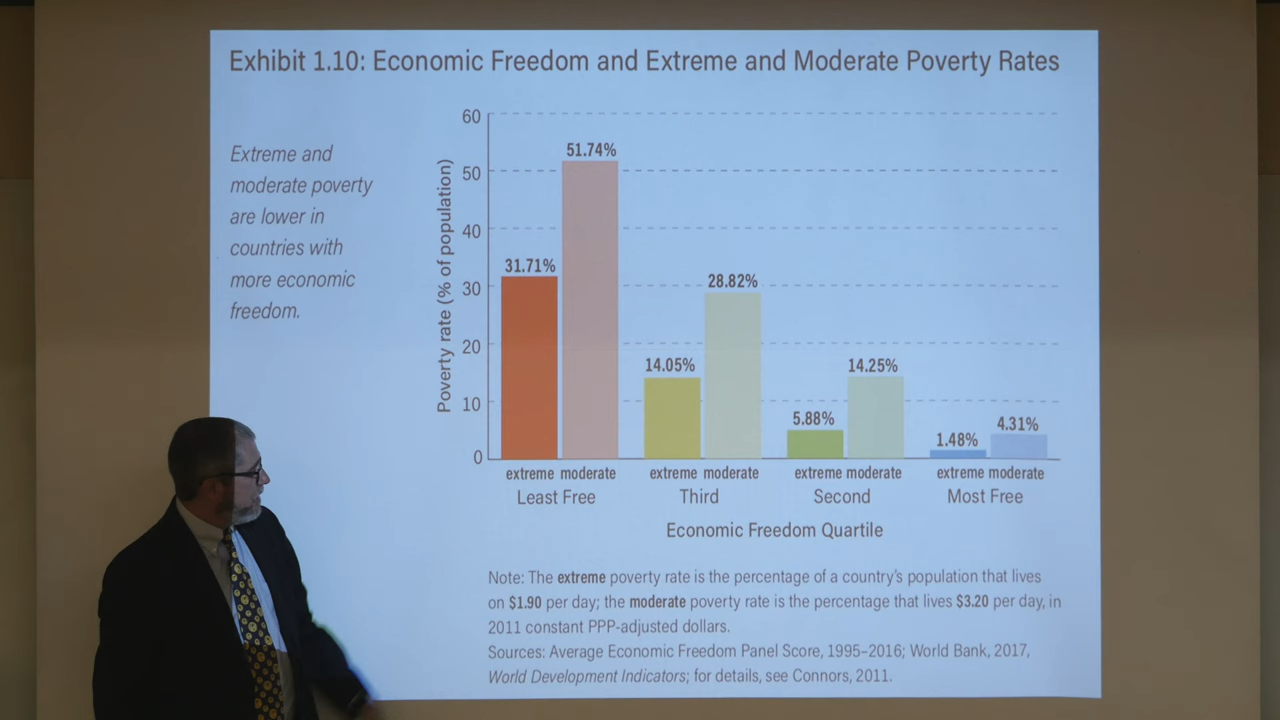 Exhibit 1.10: Economic Freedom and Extreme and Moderate Poverty Rates
Extreme and
moderate poverty
are lower in
countries with
more economic
freedom.
Poverty rate (% of population)
60
50
40
30
20
10
0
31.71%
51.74%
14.05%
28.82%
5.88%
14.25%
1.48%
4.31%
extreme moderate extreme moderate extreme moderate extreme moderate
Least Free Third Second Most Free
Economic Freedom Quartile
Note: The extreme poverty rate is the percentage of a country's population that lives
on $1.90 per day; the moderate poverty rate is the percentage that lives $3.20 per day, in
2011 constant PPP-adjusted dollars.
Sources: Average Economic Freedom Panel Score, 1995–2016; World Bank, 2017,
World Development Indicators; for details, see Connors, 2011.